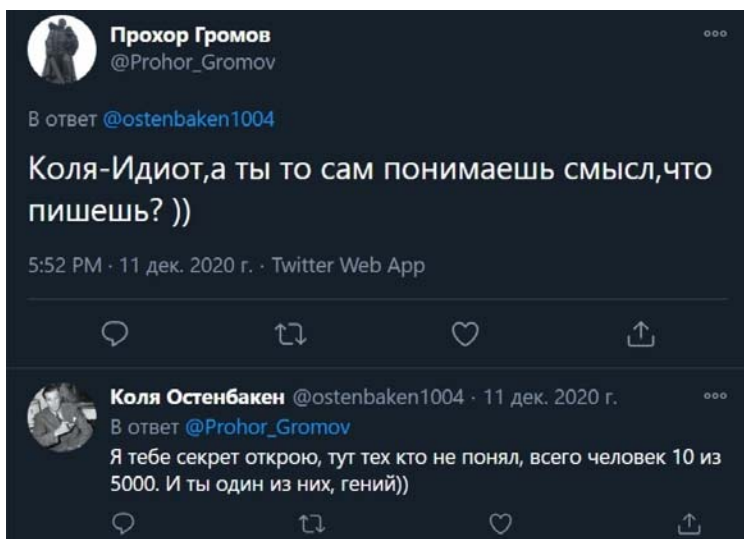 Прохор Громов
@Prohor_Gromov
В ответ @ostenbaken1004
Коля-Идиот,а ты то сам понимаешь смысл,что
пишешь? ))
5:52 PM · 11 дек. 2020 г. · Twitter Web App
Коля Остенбакен @ostenbaken1004 · 11 дек. 2020 г.
В ответ @Prohor_Gromov
Я тебе секрет открою, тут тех кто не понял, всего человек 10 из
5000. И ты один из них, гений))